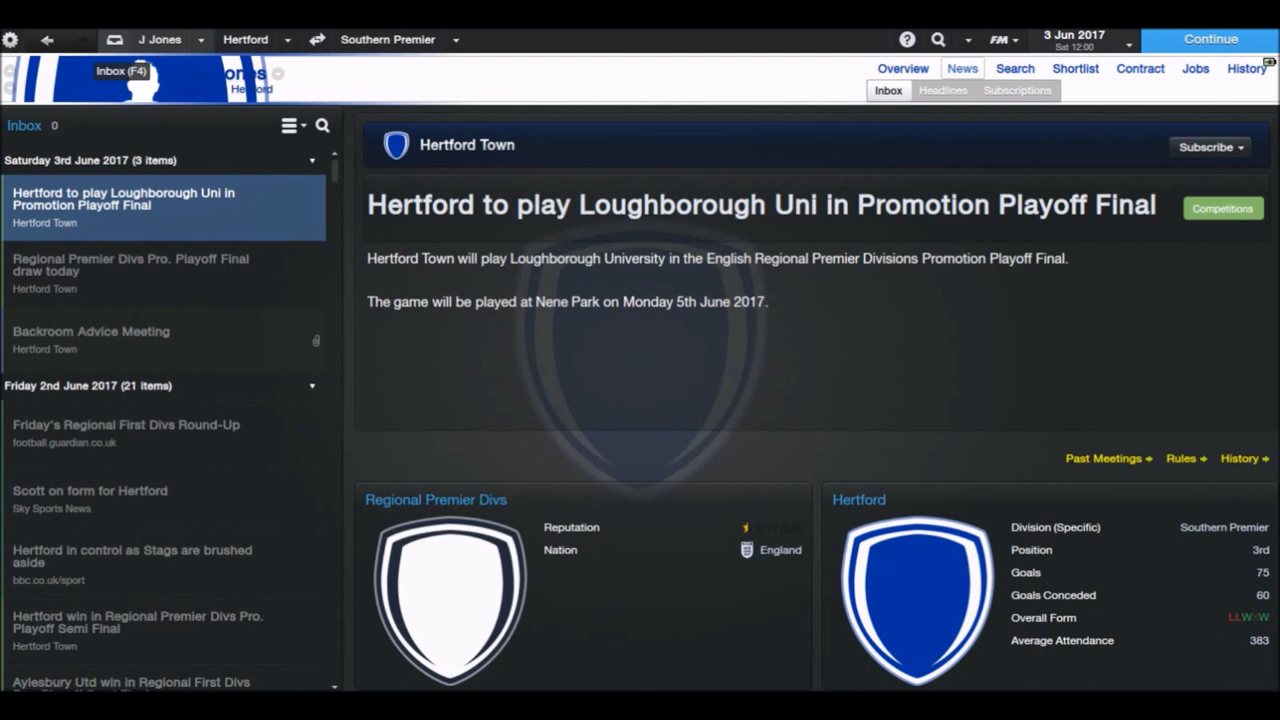 J Jones
Hertford
Southern Premier
FM
3 Jun 2017
Sat 12:00
Continue
Inbox (F4)
ones
Hertford
Overview
News
Search
Shortlist
Contract
Jobs
History
Inbox
Headlines
Subscriptions
Inbox 0
Saturday 3rd June 2017 (3 items)
Hertford to play Loughborough Uni in
Promotion Playoff Final
Hertford Town
Regional Premier Divs Pro. Playoff Final
draw today
Hertford Town
Backroom Advice Meeting
Hertford Town
Friday 2nd June 2017 (21 items)
Friday's Regional First Divs Round-Up
football.guardian.co.uk
Scott on form for Hertford
Sky Sports News
Hertford in control as Stags are brushed
aside
bbc.co.uk/sport
Hertford win in Regional Premier Divs Pro.
Playoff Semi Final
Hertford Town
Aylesbury Utd win in Regional First Divs
Hertford Town
Subscribe
Hertford to play Loughborough Uni in Promotion Playoff Final
Competitions
Hertford Town will play Loughborough University in the English Regional Premier Divisions Promotion Playoff Final.
The game will be played at Nene Park on Monday 5th June 2017.
Past Meetings
Rules
History
Regional Premier Divs
Reputation
Nation England
Hertford
Division (Specific) Southern Premier
Position 3rd
Goals 75
Goals Conceded 60
Overall Form LLWXW
Average Attendance 383